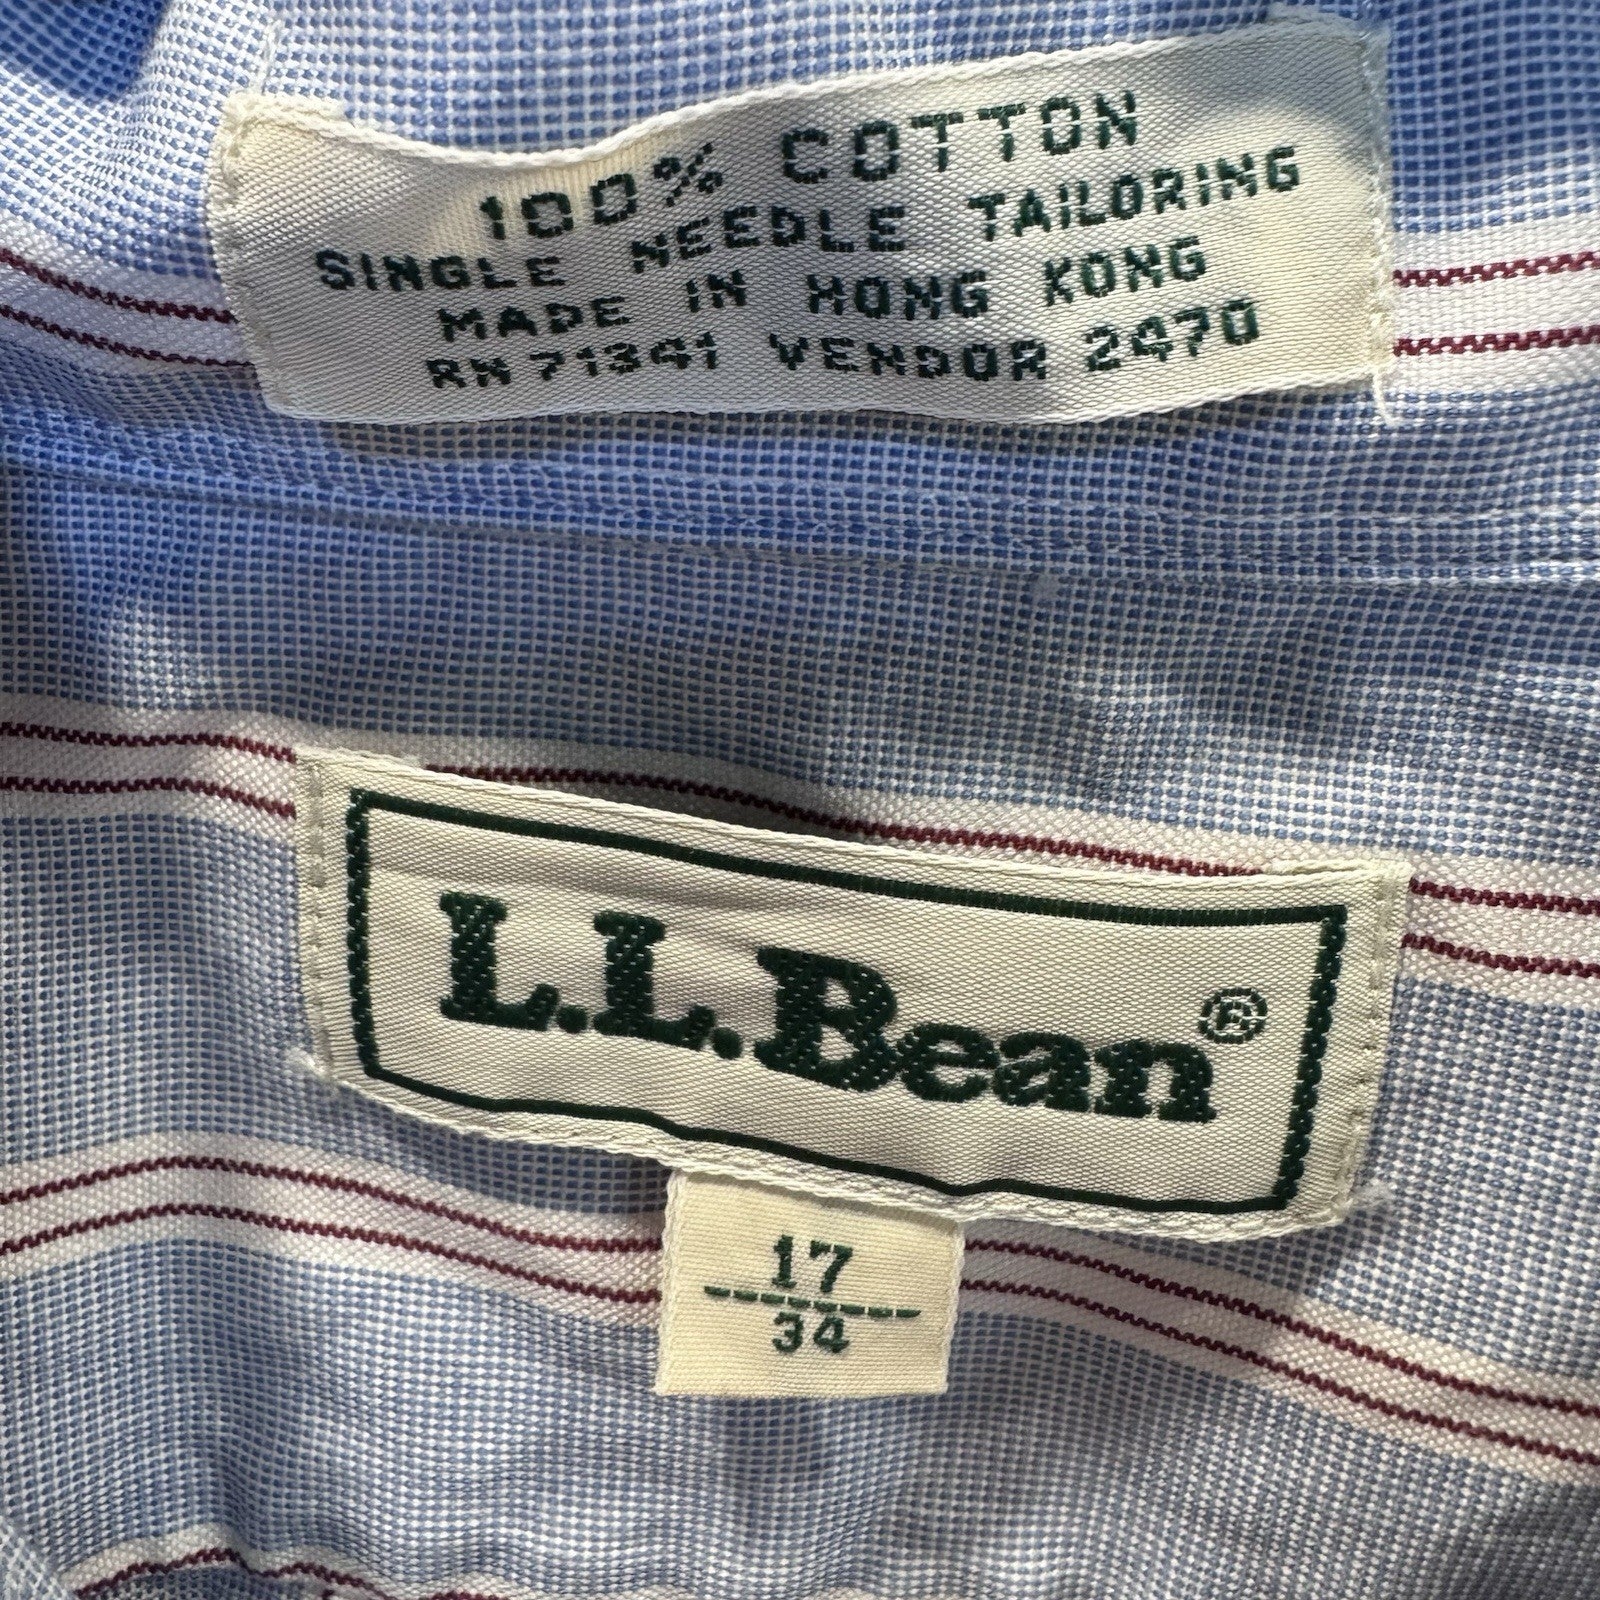 100% COTTON
SINGLE NEEDLE TAILORING
MADE IN HONG KONG
RN 71341 VENDOR 2470
L.L.Bean®
17
34